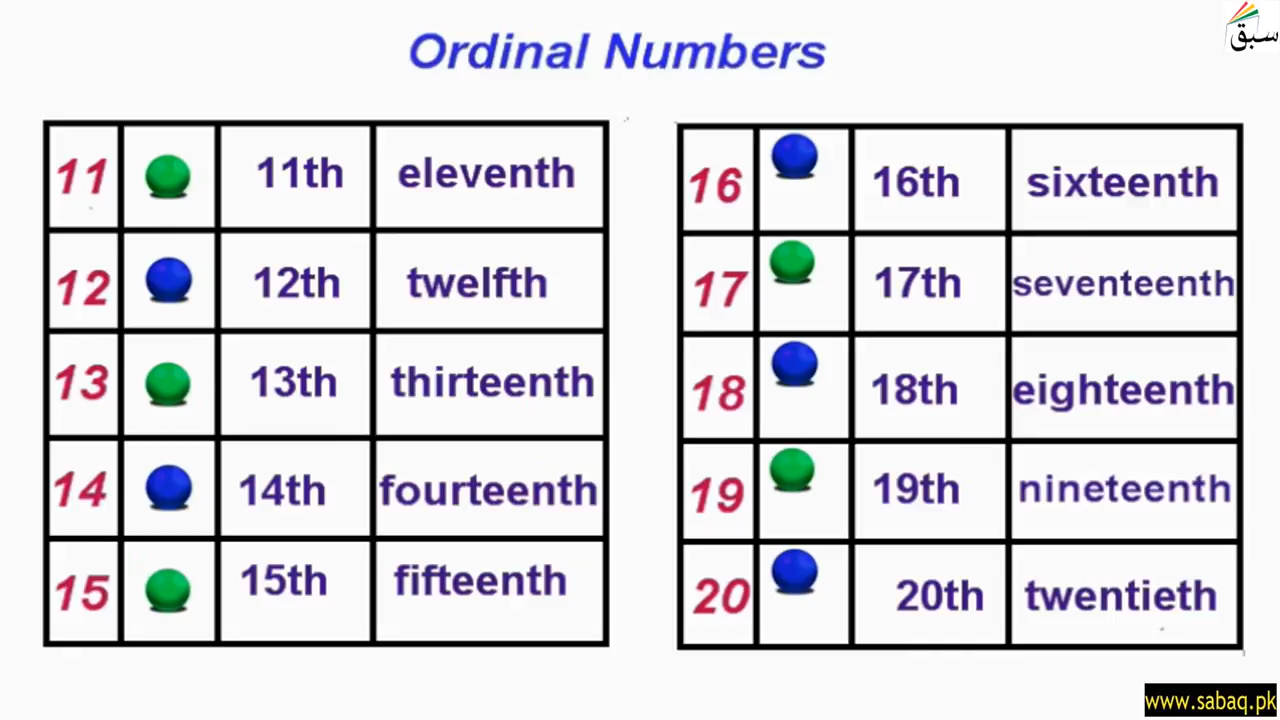 Ordinal Numbers
سبق
11 11th eleventh
12 12th twelfth
13 13th thirteenth
14 14th fourteenth
15 15th fifteenth
16 16th sixteenth
17 17th seventeenth
18 18th eighteenth
19 19th nineteenth
20 20th twentieth
www.sabaq.pk